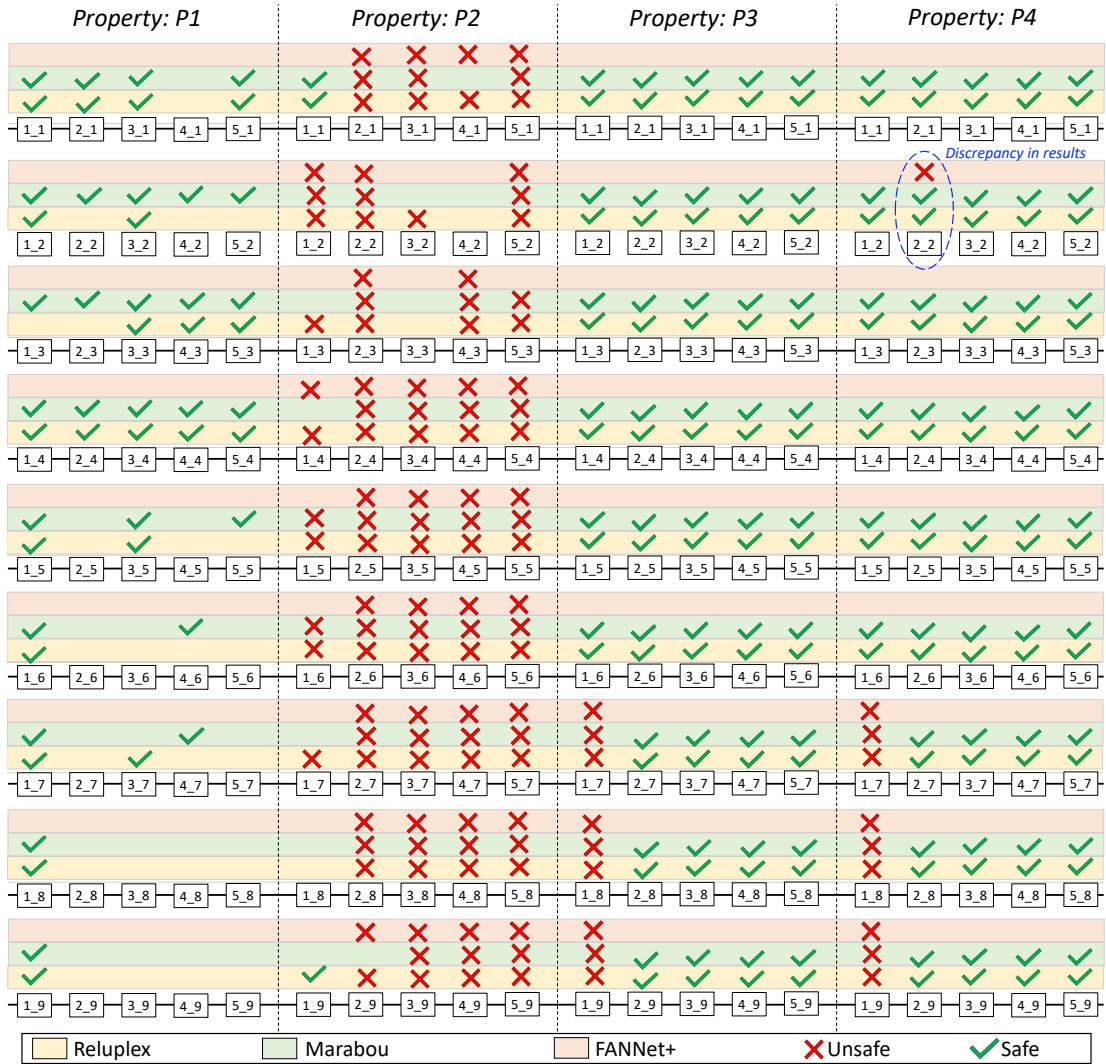 Property: P1 Property: P2 Property: P3 Property: P4
1_1 2_1 3_1 4_1 5_1 1_1 2_1 3_1 4_1 5_1 1_1 2_1 3_1 4_1 5_1 1_1 2_1 3_1 4_1 5_1
Discrepancy in results
1_2 2_2 3_2 4_2 5_2 1_2 2_2 3_2 4_2 5_2 1_2 2_2 3_2 4_2 5_2 1_2 2_2 3_2 4_2 5_2
1_3 2_3 3_3 4_3 5_3 1_3 2_3 3_3 4_3 5_3 1_3 2_3 3_3 4_3 5_3 1_3 2_3 3_3 4_3 5_3
1_4 2_4 3_4 4_4 5_4 1_4 2_4 3_4 4_4 5_4 1_4 2_4 3_4 4_4 5_4 1_4 2_4 3_4 4_4 5_4
1_5 2_5 3_5 4_5 5_5 1_5 2_5 3_5 4_5 5_5 1_5 2_5 3_5 4_5 5_5 1_5 2_5 3_5 4_5 5_5
1_6 2_6 3_6 4_6 5_6 1_6 2_6 3_6 4_6 5_6 1_6 2_6 3_6 4_6 5_6 1_6 2_6 3_6 4_6 5_6
1_7 2_7 3_7 4_7 5_7 1_7 2_7 3_7 4_7 5_7 1_7 2_7 3_7 4_7 5_7 1_7 2_7 3_7 4_7 5_7
1_8 2_8 3_8 4_8 5_8 1_8 2_8 3_8 4_8 5_8 1_8 2_8 3_8 4_8 5_8 1_8 2_8 3_8 4_8 5_8
1_9 2_9 3_9 4_9 5_9 1_9 2_9 3_9 4_9 5_9 1_9 2_9 3_9 4_9 5_9 1_9 2_9 3_9 4_9 5_9
Reluplex Marabou FANNet+ Unsafe Safe